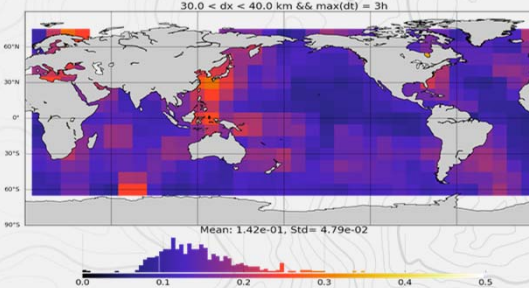 30.0 < dx < 40.0 km && max(dt) = 3h
60°N
30°N
0°
30°S
60°S
90°S
Mean: 1.42e-01, Std= 4.79e-02
0.0 0.1 0.2 0.3 0.4 0.5